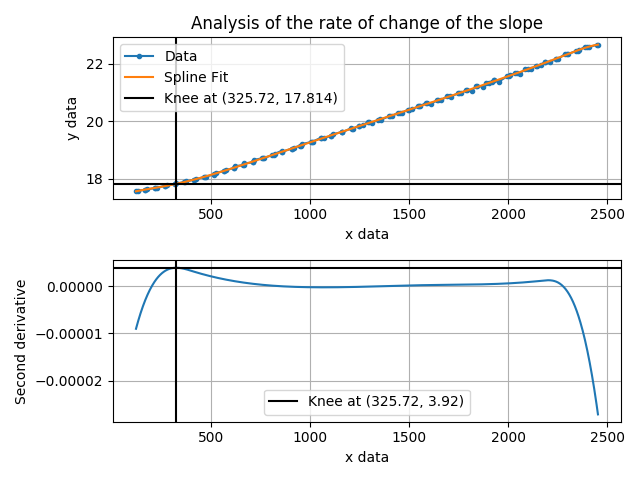 Analysis of the rate of change of the slope
Data
Spline Fit
Knee at (325.72, 17.814)
y data
22
20
18
500 1000 1500 2000 2500
x data
Second derivative
0.00000
−0.00001
−0.00002
Knee at (325.72, 3.92)
500 1000 1500 2000 2500
x data